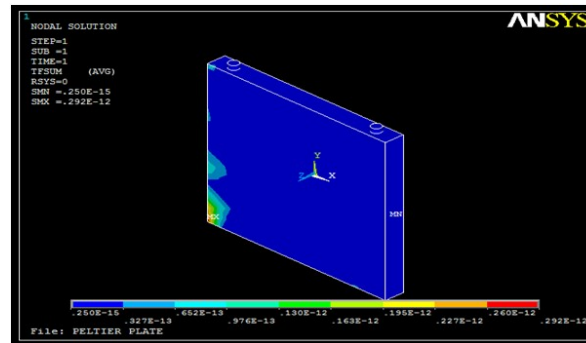 1
ANSYS
NODAL SOLUTION
STEP=1
SUB =1
TIME=1
TFSUM (AVG)
RSYS=0
SMN =.250E-15
SMX =.292E-12
Y
Z X
MN
MX
.250E-15 .652E-13 .130E-12 .195E-12 .260E-12
.327E-13 .976E-13 .163E-12 .227E-12 .292E-12
File: PELTIER PLATE